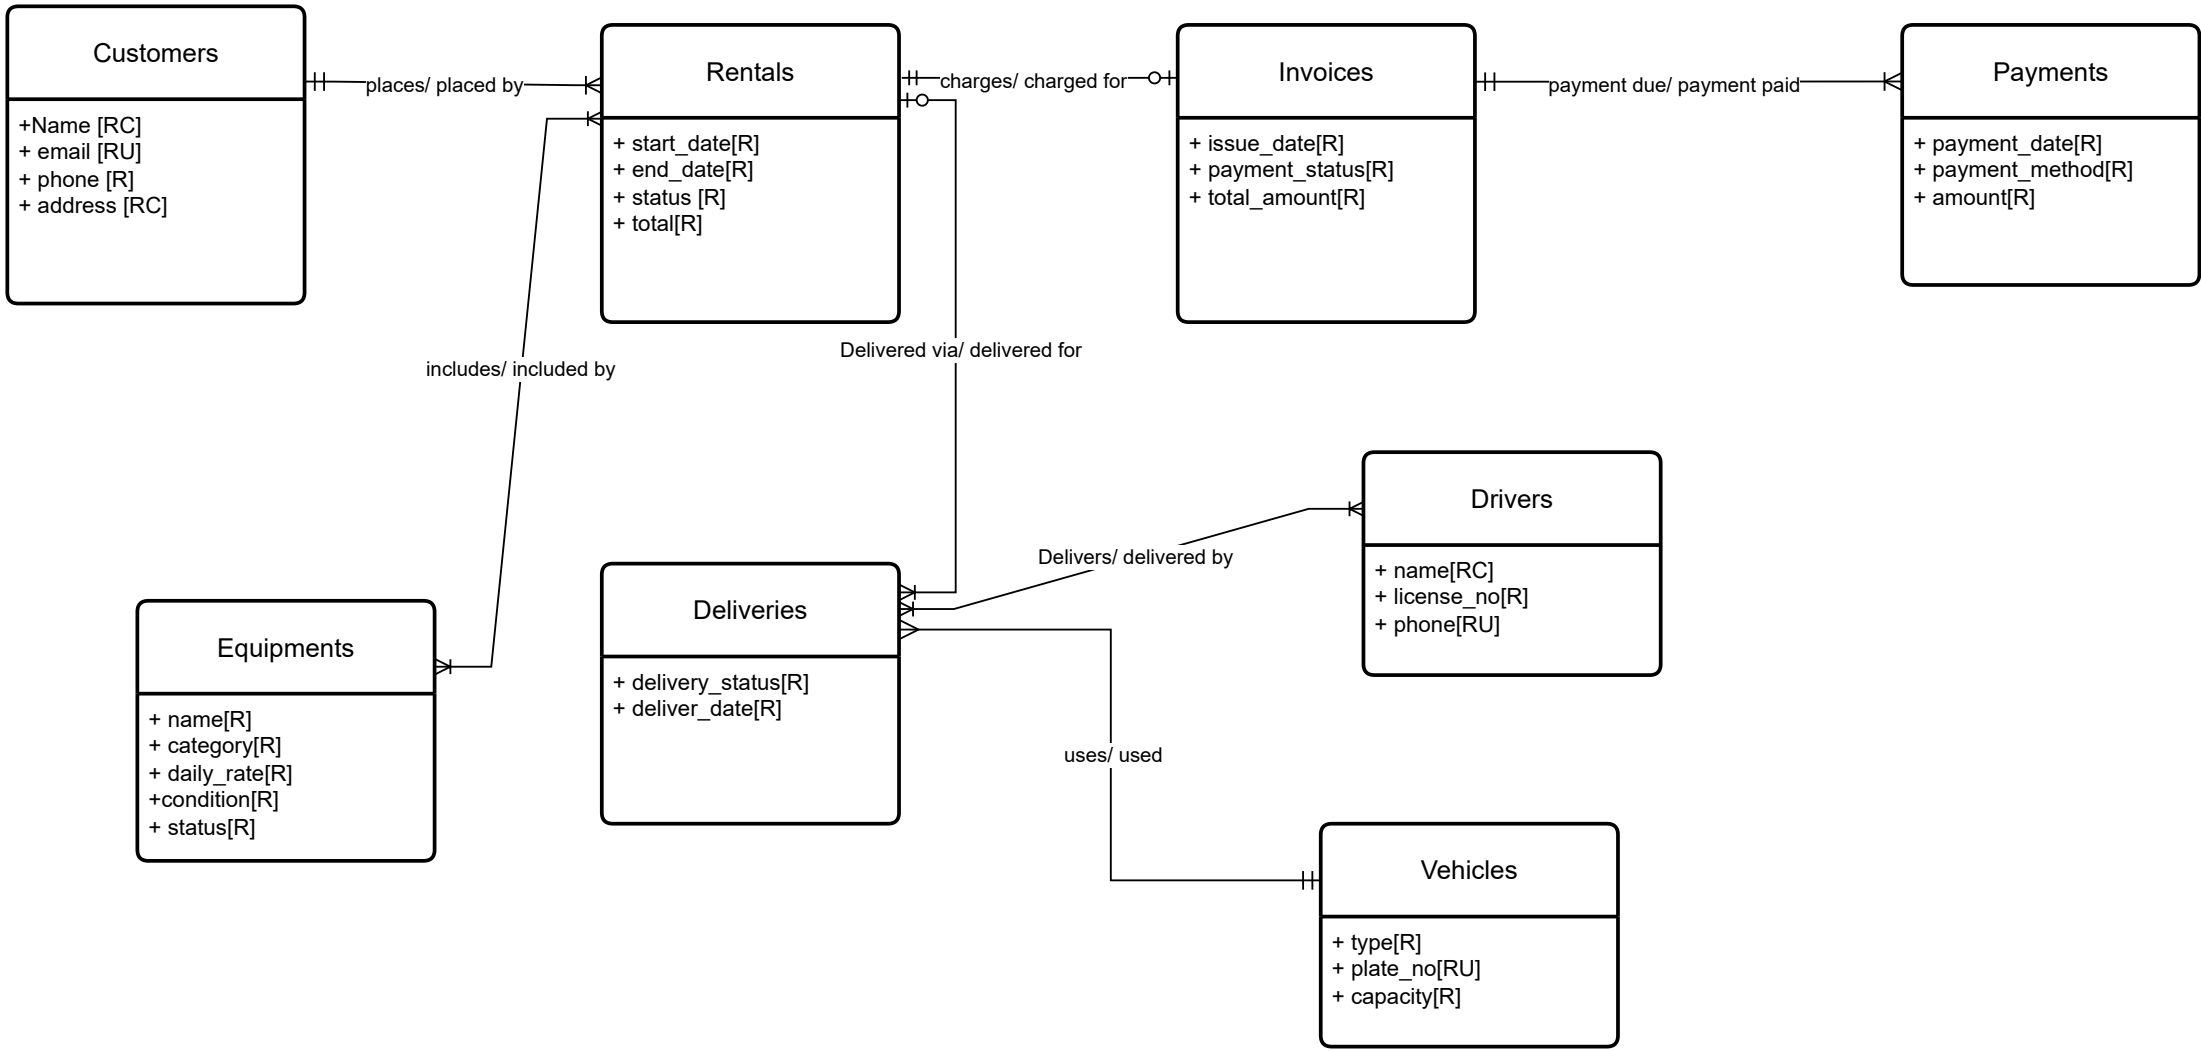 Customers
+Name [RC]
+ email [RU]
+ phone [R]
+ address [RC]
places/ placed by
Rentals
+ start_date[R]
+ end_date[R]
+ status [R]
+ total[R]
charges/ charged for
Invoices
+ issue_date[R]
+ payment_status[R]
+ total_amount[R]
payment due/ payment paid
Payments
+ payment_date[R]
+ payment_method[R]
+ amount[R]
includes/ included by
Delivered via/ delivered for
Equipments
+ name[R]
+ category[R]
+ daily_rate[R]
+condition[R]
+ status[R]
Deliveries
+ delivery_status[R]
+ deliver_date[R]
Delivers/ delivered by
Drivers
+ name[RC]
+ license_no[R]
+ phone[RU]
uses/ used
Vehicles
+ type[R]
+ plate_no[RU]
+ capacity[R]